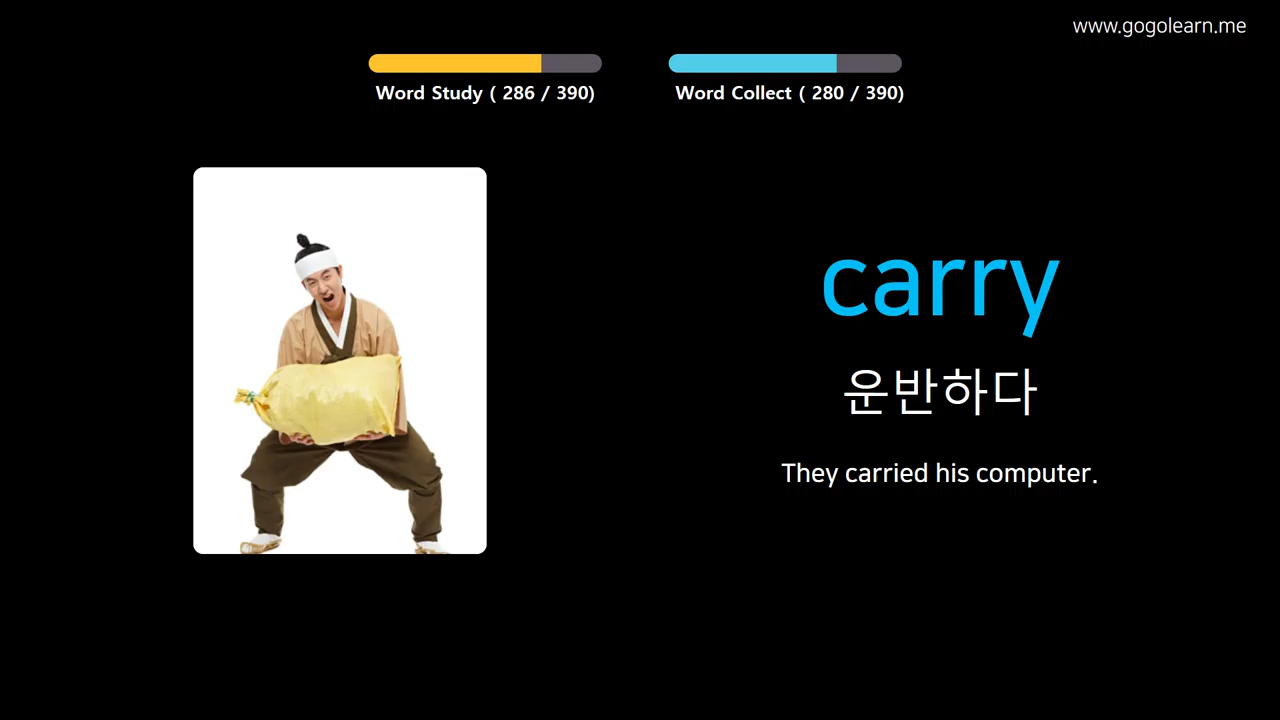 www.gogolearn.me
Word Study ( 286 / 390)
Word Collect ( 280 / 390)
carry
운반하다
They carried his computer.